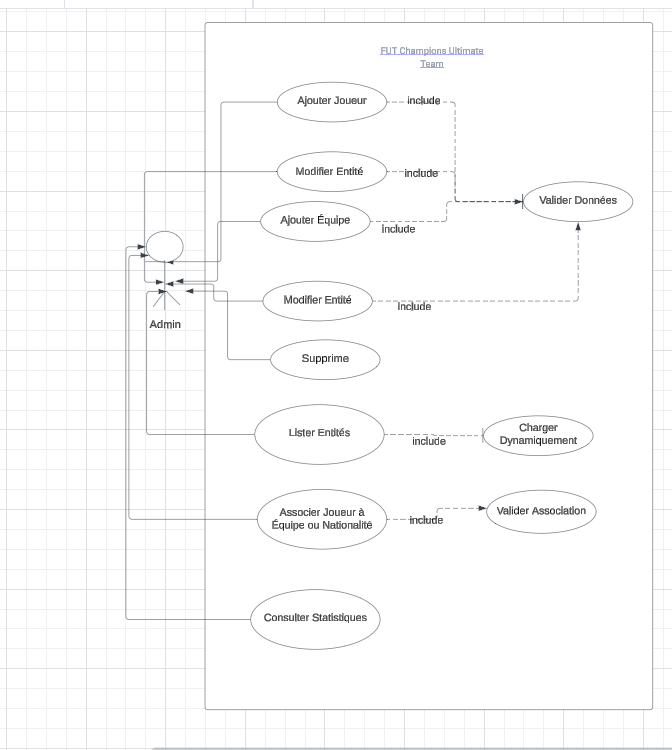 FUT Champions Ultimate
Team
Ajouter Joueur
include
Modifier Entité
include
Valider Données
Ajouter Équipe
include
Modifier Entité
Include
Admin
Supprime
Lister Entités
include
Charger
Dynamiquement
Associer Joueur à
Équipe ou Nationalité
include
Valider Association
Consulter Statistiques